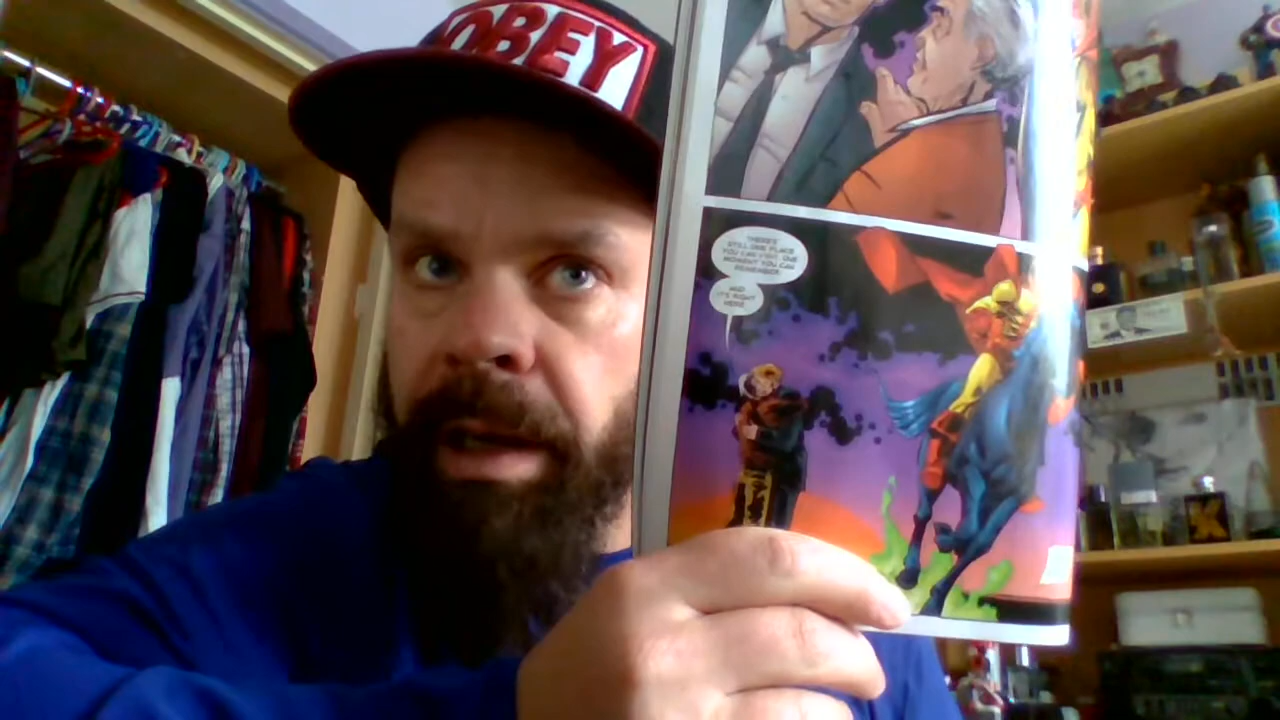 OBEY
THERE'S
STILL ONE PLACE
YOU CAN VISIT. ONE
MOMENT YOU CAN
REMEMBER.
AND
IT'S RIGHT
HERE.